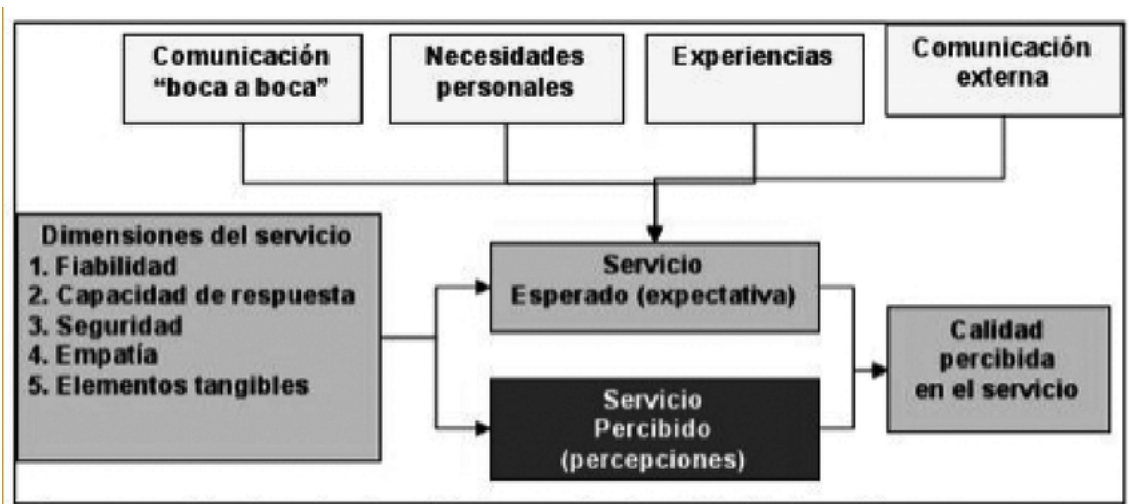 Comunicación
“boca a boca”
Necesidades
personales
Experiencias
Comunicación
externa
Dimensiones del servicio
1. Fiabilidad
2. Capacidad de respuesta
3. Seguridad
4. Empatía
5. Elementos tangibles
Servicio
Esperado (expectativa)
Servicio
Percibido
(percepciones)
Calidad
percibida
en el servicio